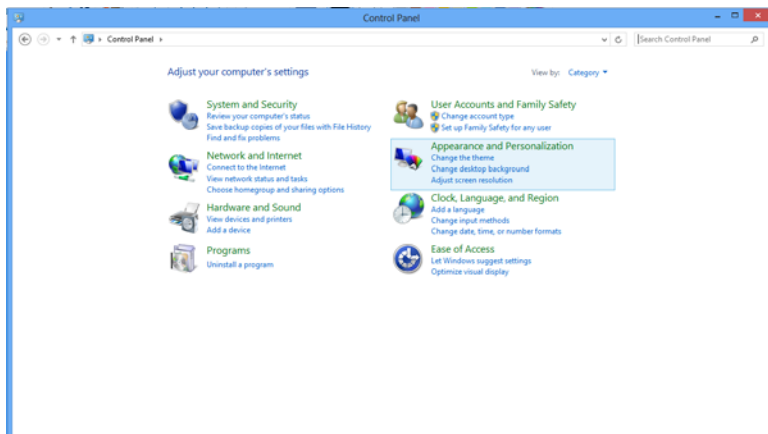 Control Panel
Control Panel
Search Control Panel
Adjust your computer's settings
View by: Category
System and Security
Review your computer's status
Save backup copies of your files with File History
Find and fix problems
Network and Internet
Connect to the Internet
View network status and tasks
Choose homegroup and sharing options
Hardware and Sound
View devices and printers
Add a device
Programs
Uninstall a program
User Accounts and Family Safety
Change account type
Set up Family Safety for any user
Appearance and Personalization
Change the theme
Change desktop background
Adjust screen resolution
Clock, Language, and Region
Add a language
Change input methods
Change date, time, or number formats
Ease of Access
Let Windows suggest settings
Optimize visual display